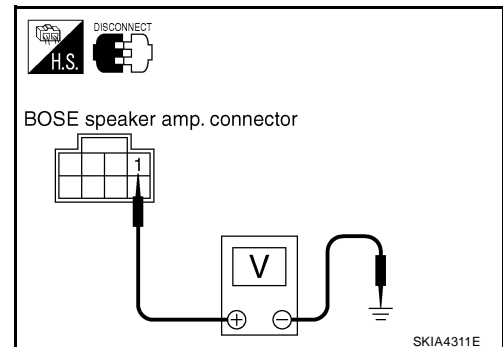 DISCONNECT
H.S.
BOSE speaker amp. connector
1
V
+ −
SKIA4311E